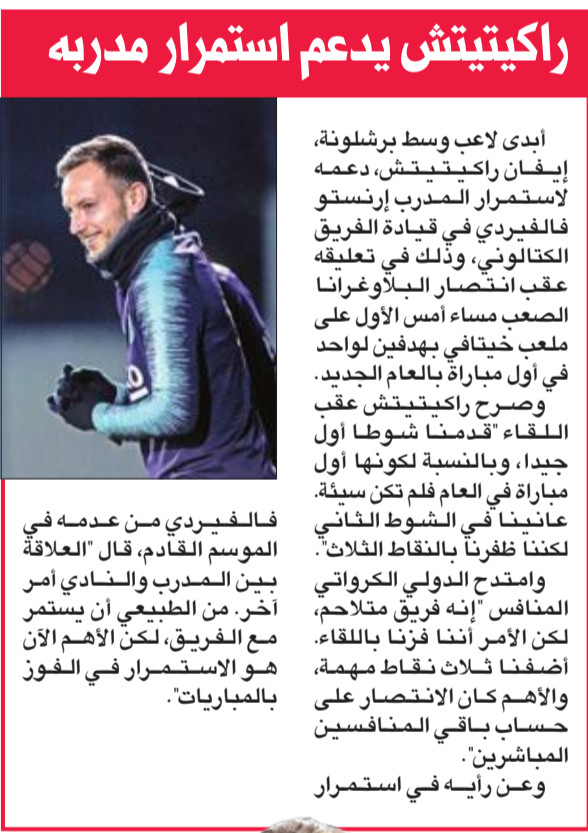 راكيتيتش يدعم استمرار مدربه
أبدى لاعب وسط برشلونة،
إيفان راكيتيتش، دعمه
لاستمرار المدرب إرنستو
فالفيردي في قيادة الفريق
الكتالوني، وذلك في تعليقه
عقب انتصار البلاوغرانا
الصعب مساء أمس الأول على
ملعب خيتافي بهدفين لواحد
في أول مباراة بالعام الجديد.
وصرح راكيتيتش عقب
اللقاء "قدمنا شوطا أول
جيدا، وبالنسبة لكونها أول
مباراة في العام فلم تكن سيئة.
عانينا في الشوط الثاني
لكننا ظفرنا بالنقاط الثلاث".
وامتدح الدولي الكرواتي
المنافس "إنه فريق متلاحم،
لكن الأمر أننا فزنا باللقاء.
أضفنا ثلاث نقاط مهمة،
والأهم كان الانتصار على
حساب باقي المنافسين
المباشرين".
وعن رأيه في استمرار
فالفيردي من عدمه في
الموسم القادم، قال "العلاقة
بين المدرب والنادي أمر
آخر. من الطبيعي أن يستمر
مع الفريق، لكن الأهم الآن
هو الاستمرار في الفوز
بالمباريات".